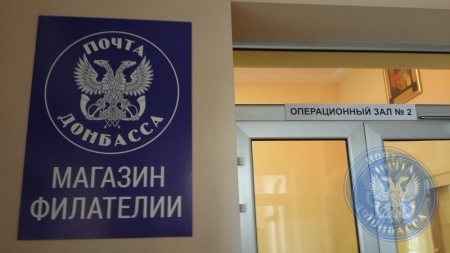 ПОЧТА
ДОНБАССА
МАГАЗИН
ФИЛАТЕЛИИ
ОПЕРАЦИОННЫЙ ЗАЛ № 2
ПОЧТА
ДОНБАССА